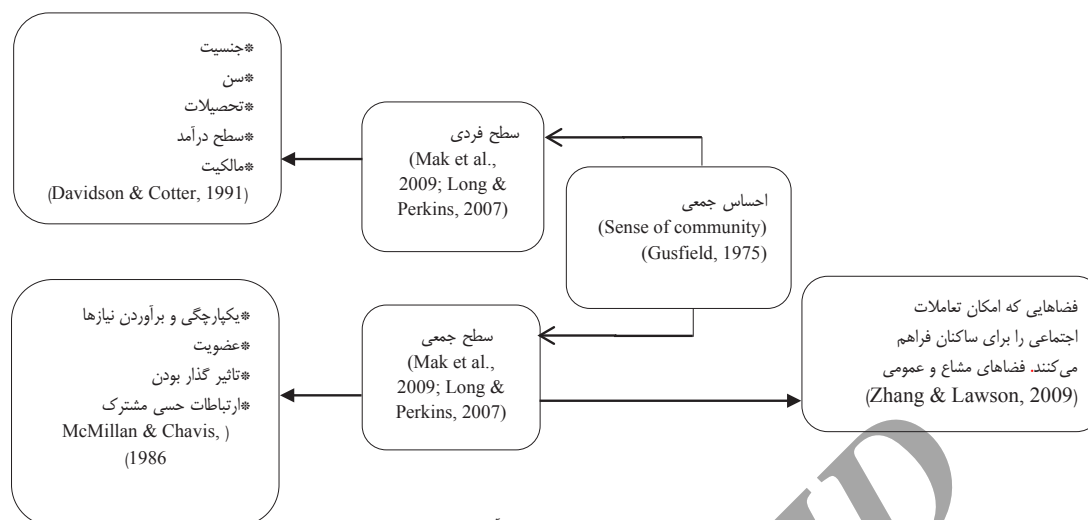 *جنسیت
*سن
*تحصیلات
*سطح درآمد
*مالکیت
(Davidson & Cotter, 1991)
سطح فردی
(Mak et al.,
2009; Long &
Perkins, 2007)
احساس جمعی
(Sense of community)
(Gusfield, 1975)
فضاهایی که امکان تعاملات
اجتماعی را برای ساکنان فراهم
می‌کنند. فضاهای مشاع و عمومی
(Zhang & Lawson, 2009)
سطح جمعی
(Mak et al.,
2009; Long &
Perkins, 2007)
*یکپارچگی و برآوردن نیازها
*عضویت
*تاثیر گذار بودن
*ارتباطات حسی مشترک
McMillan & Chavis, )
(1986